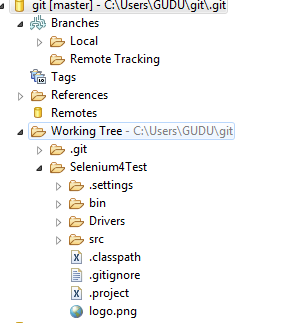 git [master] - C:\Users\GUDU\git\.git
Branches
Local
Remote Tracking
Tags
References
Remotes
Working Tree - C:\Users\GUDU\git
.git
Selenium4Test
.settings
bin
Drivers
src
.classpath
.gitignore
.project
logo.png